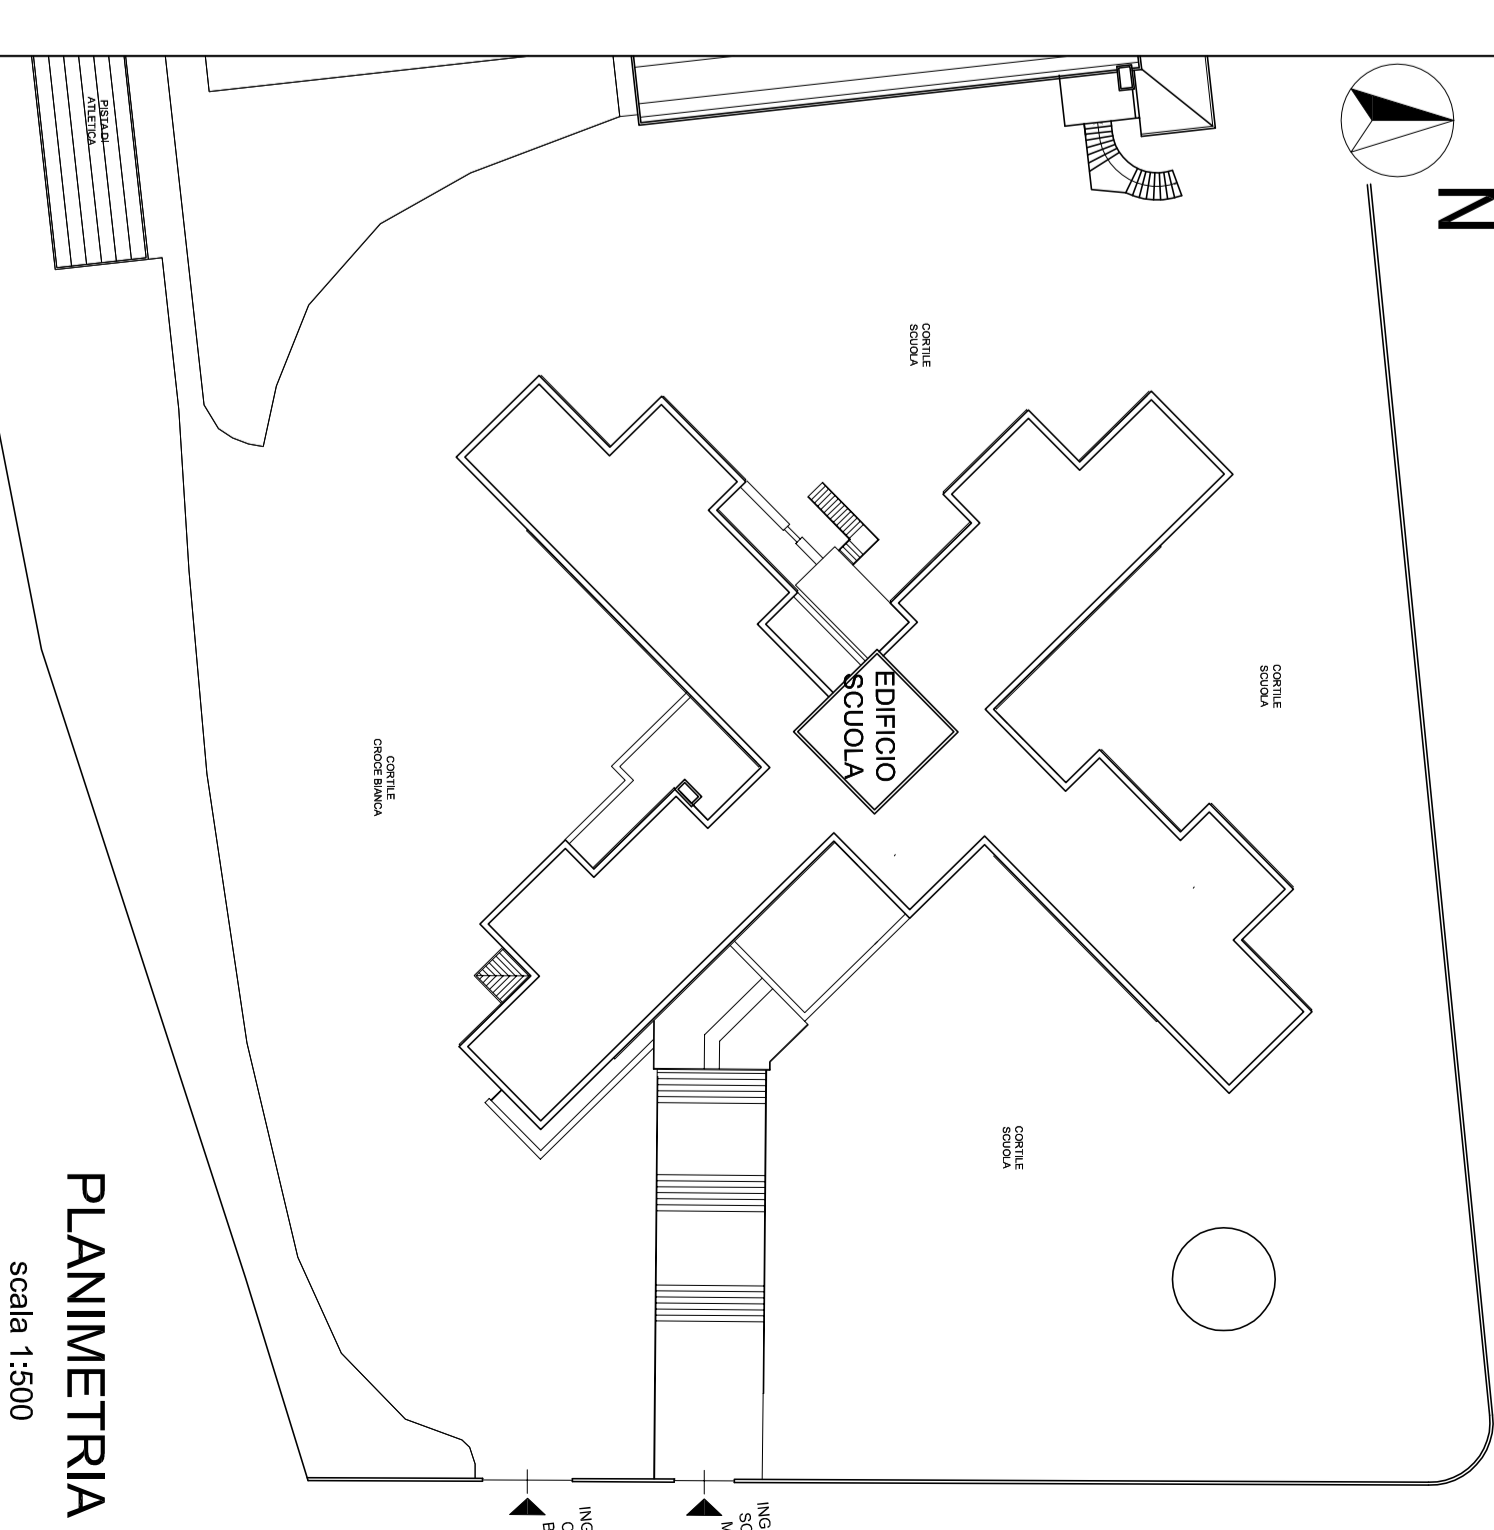 N
PISTA DI
ATLETICA
CORTILE
SCUOLA
CORTILE
SCUOLA
EDIFICIO
SCUOLA
CORTILE
CROCE BIANCA
CORTILE
SCUOLA
PLANIMETRIA
scala 1:500